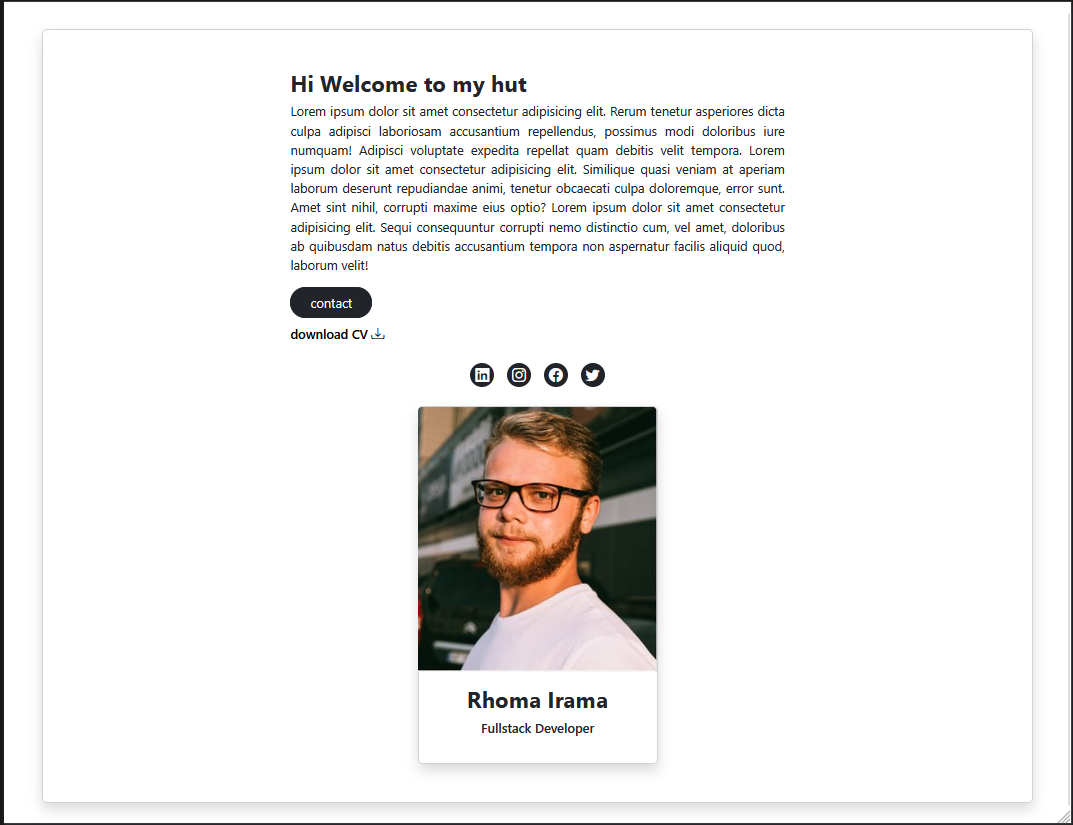 Hi Welcome to my hut
Lorem ipsum dolor sit amet consectetur adipisicing elit. Rerum tenetur asperiores dicta
culpa adipisci laboriosam accusantium repellendus, possimus modi doloribus iure
numquam! Adipisci voluptate expedita repellat quam debitis velit tempora. Lorem
ipsum dolor sit amet consectetur adipisicing elit. Similique quasi veniam at aperiam
laborum deserunt repudiandae animi, tenetur obcaecati culpa doloremque, error sunt.
Amet sint nihil, corrupti maxime eius optio? Lorem ipsum dolor sit amet consectetur
adipisicing elit. Sequi consequuntur corrupti nemo distinctio cum, vel amet, doloribus
ab quibusdam natus debitis accusantium tempora non aspernatur facilis aliquid quod,
laborum velit!
contact
download CV
in
Rhoma Irama
Fullstack Developer